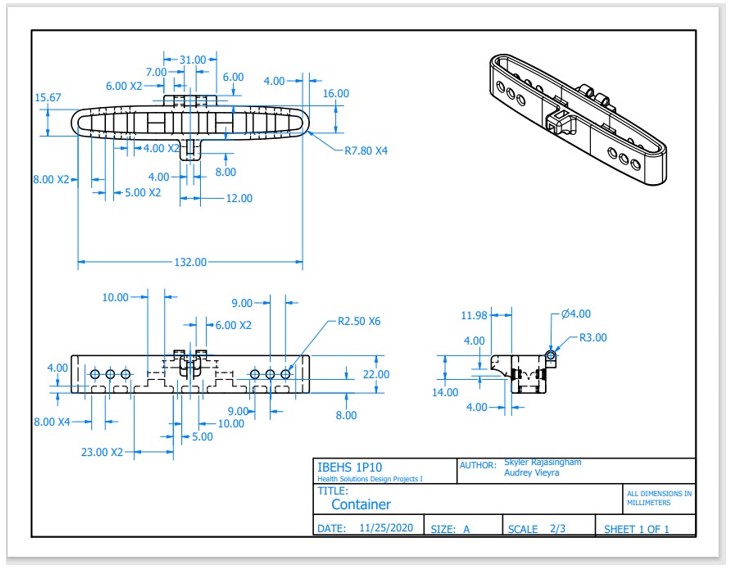 31.00
7.00
6.00
6.00 X2
4.00
15.67
16.00
4.00 X2
R7.80 X4
8.00 X2
4.00
8.00
5.00 X2
12.00
132.00
10.00
9.00
R2.50 X6
6.00 X2
11.98
Ø4.00
R3.00
4.00
4.00
22.00
14.00
9.00
8.00
4.00
8.00 X4
10.00
5.00
23.00 X2
IBEHS 1P10
Health Solutions Design Projects I
AUTHOR: Skyler Rajasingham
Audrey Vieyra
TITLE:
Container
ALL DIMENSIONS IN
MILLIMETERS
DATE: 11/25/2020 SIZE: A SCALE 2/3 SHEET 1 OF 1